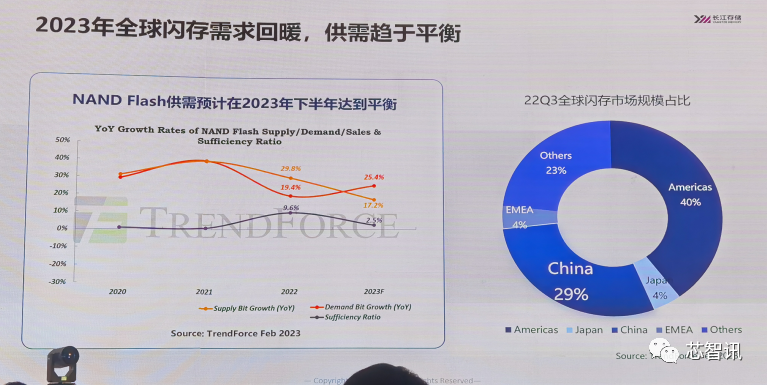 2023年全球闪存需求回暖，供需趋于平衡
长江存储
NAND Flash供需预计在2023年下半年达到平衡
YoY Growth Rates of NAND Flash Supply/Demand/Sales &
Sufficiency Ratio
50%
40%
30%
20%
10%
0%
-10%
-20%
-30%
29.8%
19.4%
9.6%
25.4%
17.2%
2.5%
TRENDFORCE
2020
2021
2022
2023F
Supply Bit Growth (YoY)
Demand Bit Growth (YoY)
Sufficiency Ratio
Source: TrendForce Feb 2023
22Q3全球闪存市场规模占比
Others
23%
Americas
40%
EMEA
4%
China
29%
Japa
4%
Americas
Japan
China
EMEA
Others
Source:
芯智讯
Rights Reserved